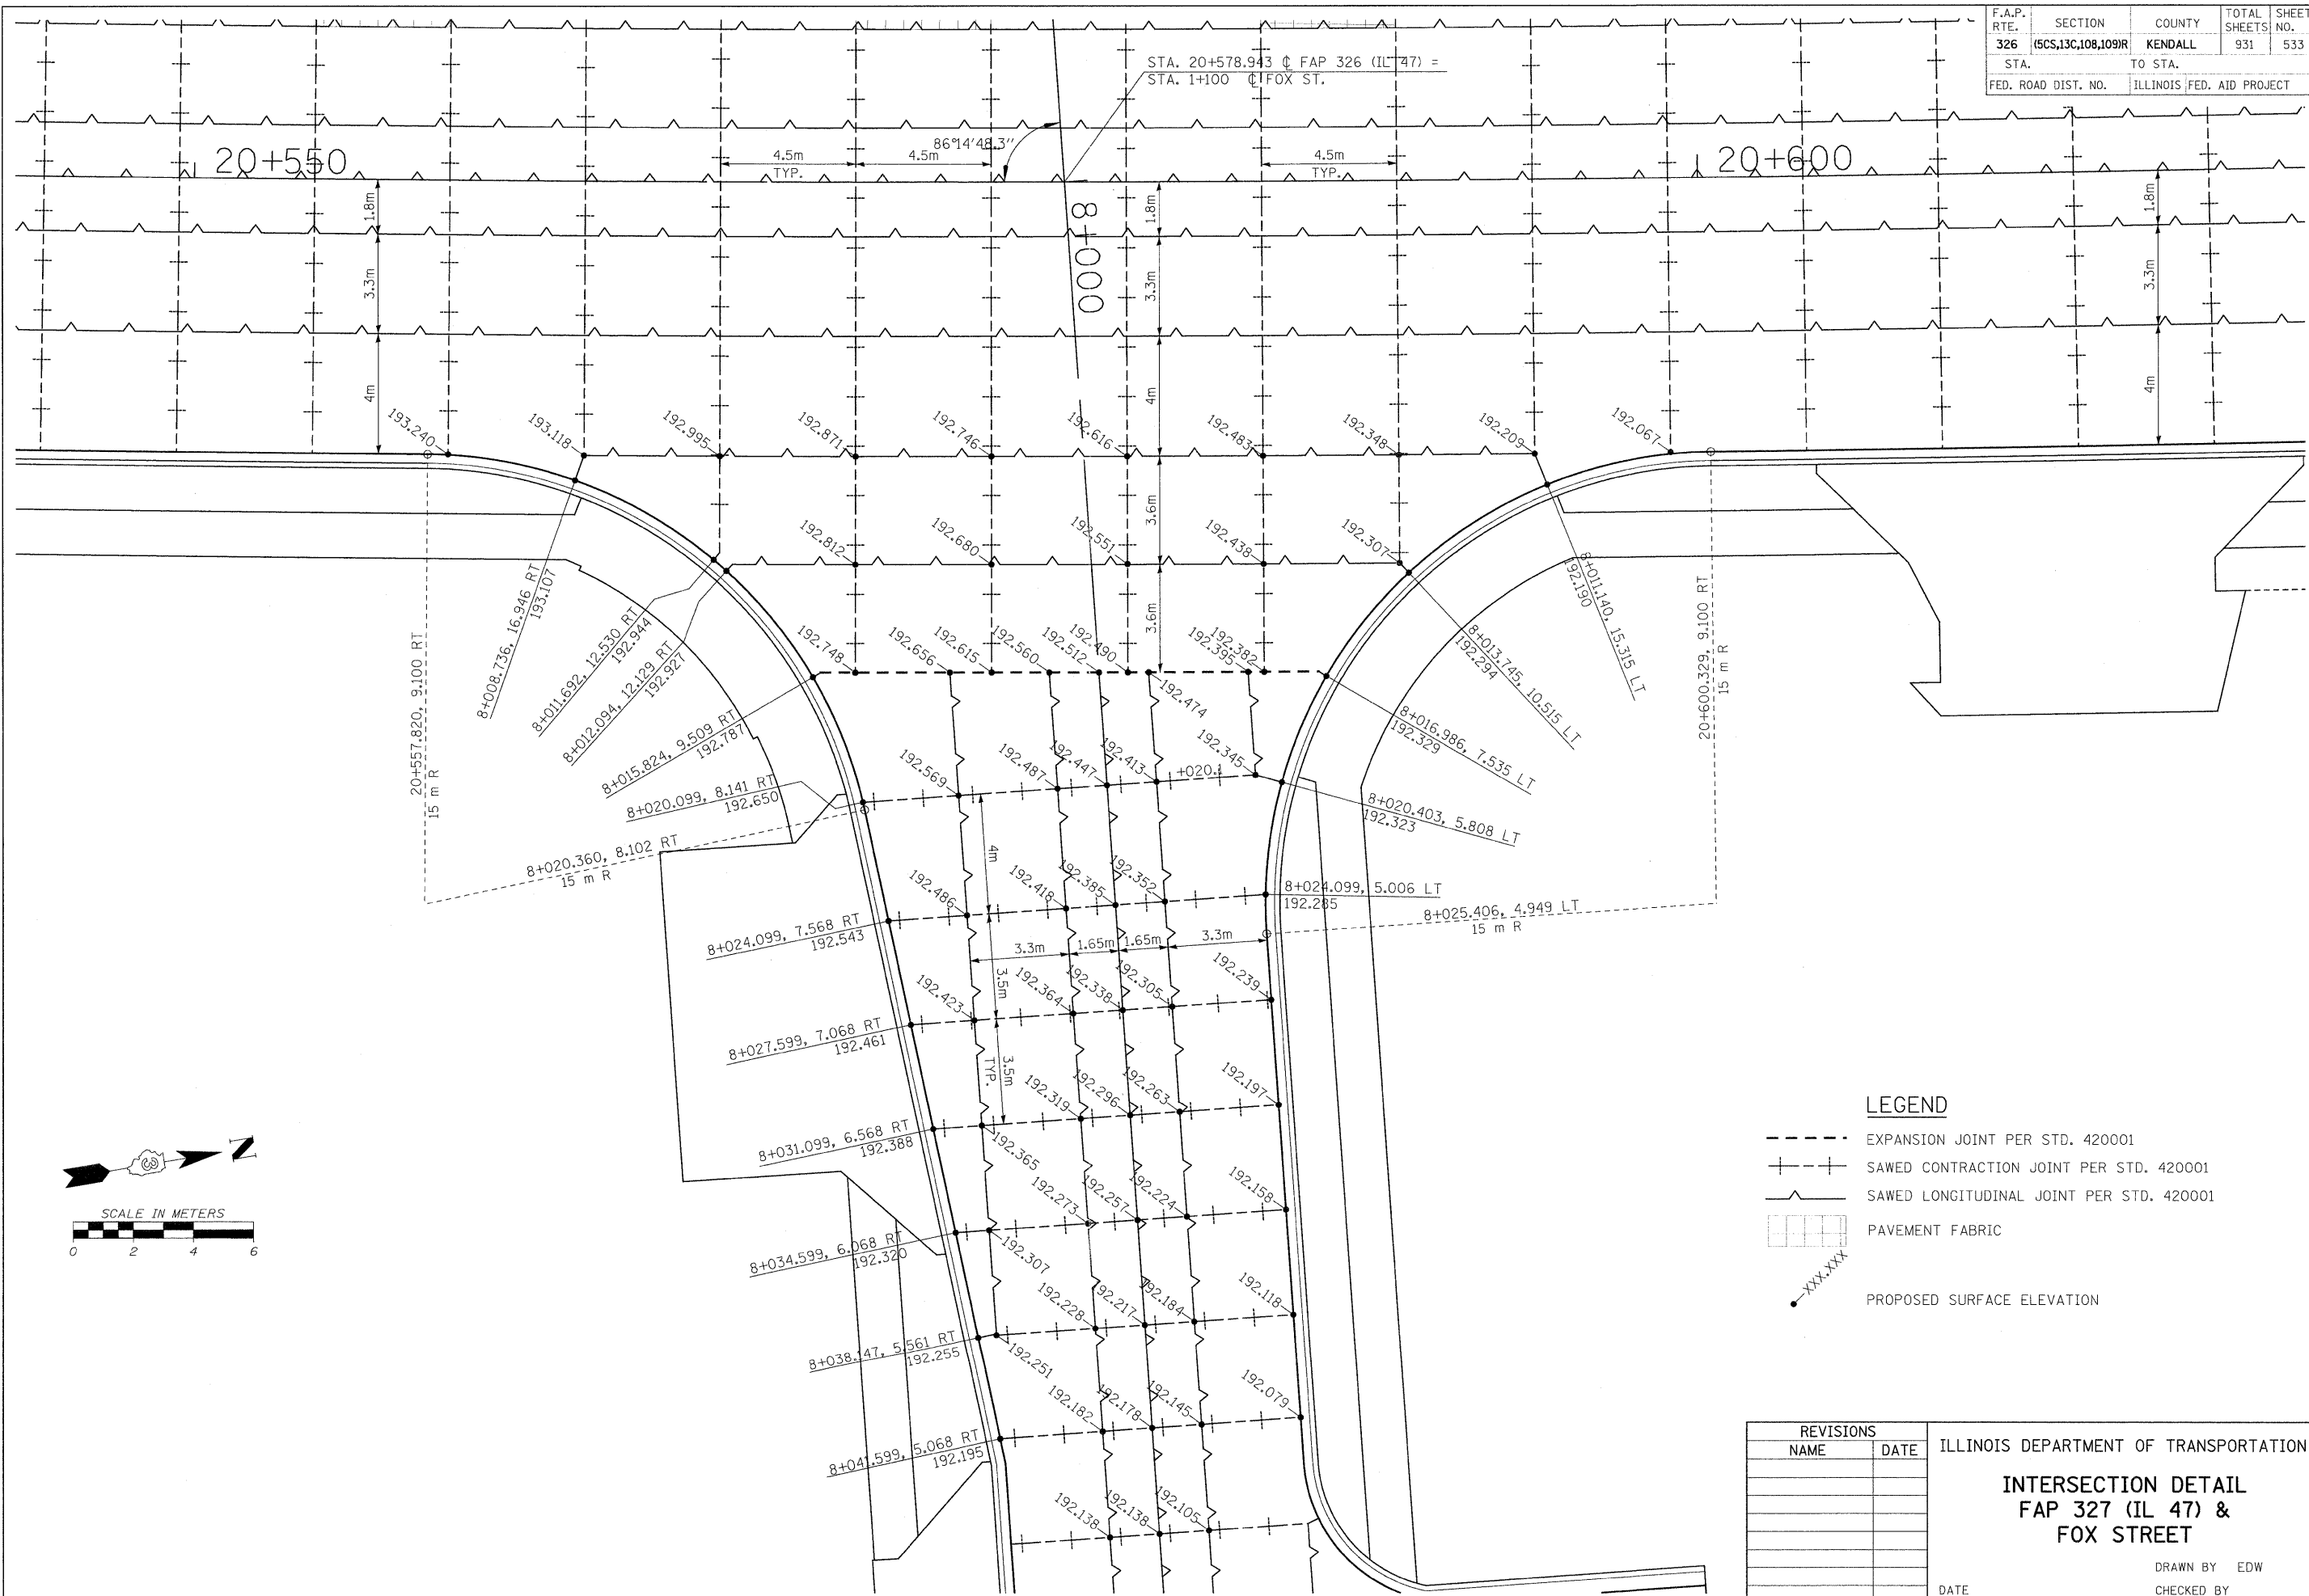 F.A.P. RTE. SECTION COUNTY TOTAL SHEETS SHEET NO.
326 (5CS,13C,108,109)R KENDALL 931 533
STA. TO STA.
FED. ROAD DIST. NO. ILLINOIS FED. AID PROJECT
STA. 20+578.943 ℄ FAP 326 (IL 47) =
STA. 1+100 ℄ FOX ST.
86°14'48.3"
20+550
4.5m TYP.
4.5m
4.5m TYP.
20+600
8+000
1.8m
1.8m
1.8m
3.3m
3.3m
3.3m
4m
4m
4m
193.240
193.118
192.995
192.871
192.746
192.616
192.483
192.348
192.209
192.067
3.6m
192.812
192.680
192.551
192.438
192.307
3.6m
192.748
192.656
192.615
192.560
192.512
192.490
192.395
192.382
192.474
20+557.820, 9.100 RT
15 m R
8+008.736, 16.946 RT
193.107
8+011.692, 12.530 RT
192.944
8+012.094, 12.129 RT
192.927
8+015.824, 9.509 RT
192.787
8+020.099, 8.141 RT
192.650
8+020.360, 8.102 RT
15 m R
8+011.140, 15.315 LT
192.190
8+013.745, 10.515 LT
192.294
8+016.986, 7.535 LT
192.329
8+020.403, 5.808 LT
192.323
20+600.329, 9.100 RT
15 m R
192.569
192.487
192.447
192.413
+020.
192.345
4m
192.486
192.418
192.385
192.352
8+024.099, 5.006 LT
192.285
8+025.406, 4.949 LT
15 m R
8+024.099, 7.568 RT
192.543
3.3m
1.65m
1.65m
3.3m
3.5m
192.423
192.364
192.338
192.305
192.239
8+027.599, 7.068 RT
192.461
3.5m
TYP.
192.319
192.296
192.263
192.197
8+031.099, 6.568 RT
192.388
192.365
192.273
192.257
192.224
192.158
8+034.599, 6.068 RT
192.320
192.307
192.228
192.217
192.184
192.118
8+038.147, 5.561 RT
192.255
192.251
192.182
192.178
192.145
192.079
8+041.599, 5.068 RT
192.195
192.138
192.138
192.105
N
SCALE IN METERS
0 2 4 6
LEGEND
EXPANSION JOINT PER STD. 420001
SAWED CONTRACTION JOINT PER STD. 420001
SAWED LONGITUDINAL JOINT PER STD. 420001
PAVEMENT FABRIC
XXX.XXX
PROPOSED SURFACE ELEVATION
REVISIONS
NAME DATE
ILLINOIS DEPARTMENT OF TRANSPORTATION
INTERSECTION DETAIL
FAP 327 (IL 47) &
FOX STREET
DRAWN BY EDW
DATE CHECKED BY